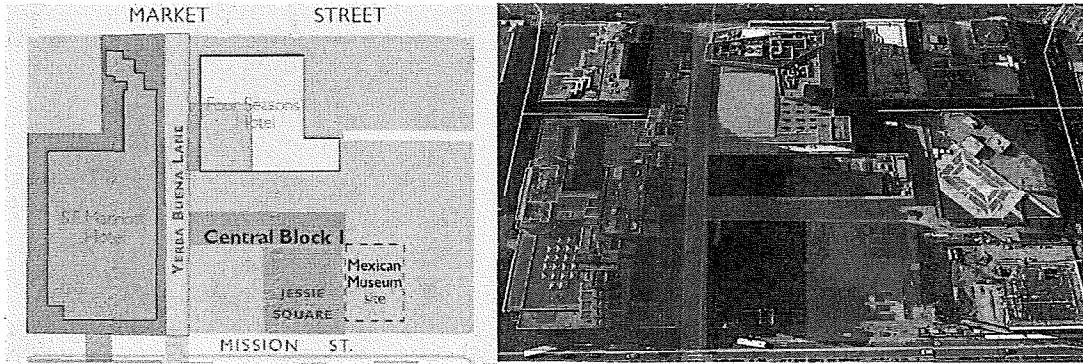 MARKET STREET
Four Seasons
Hotel
YERBA BUENA LANE
SF Marriott
Hotel
Central Block 1
Mexican
Museum
site
JESSIE
SQUARE
MISSION ST.